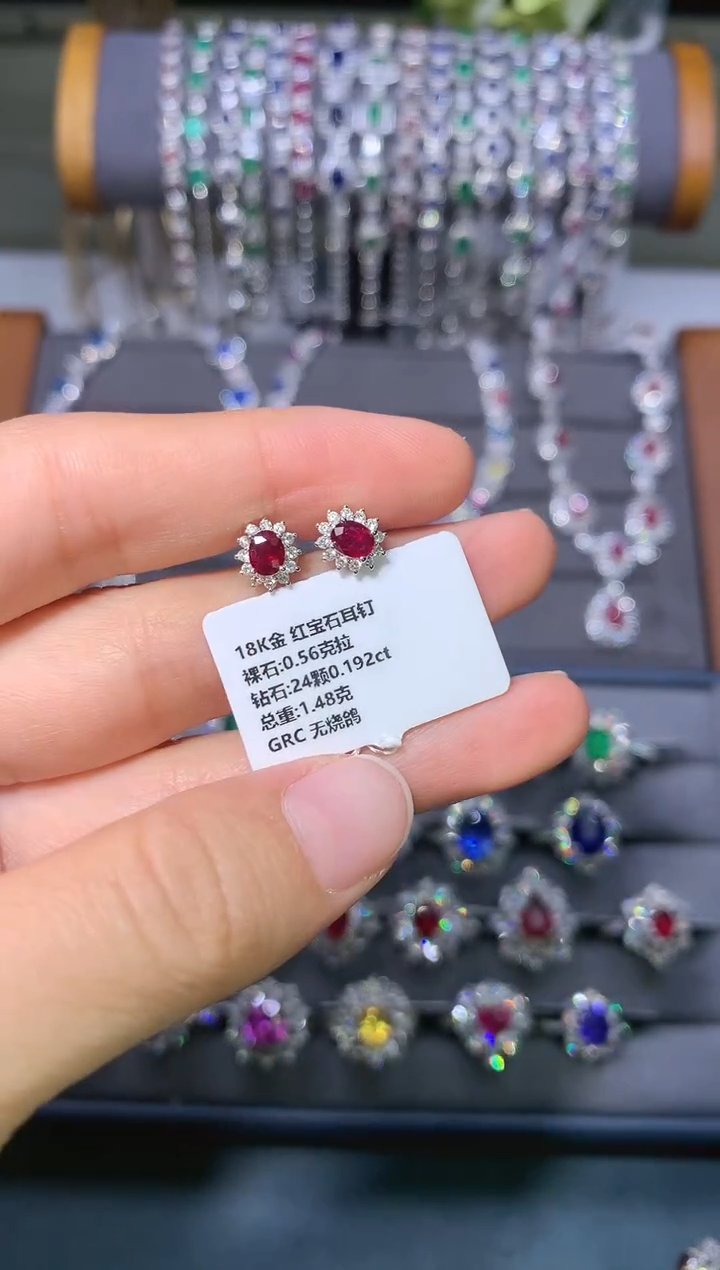 18K金 红宝石耳钉
裸石:0.56克拉
钻石:24颗0.192ct
总重:1.48克
GRC 无烧鸽